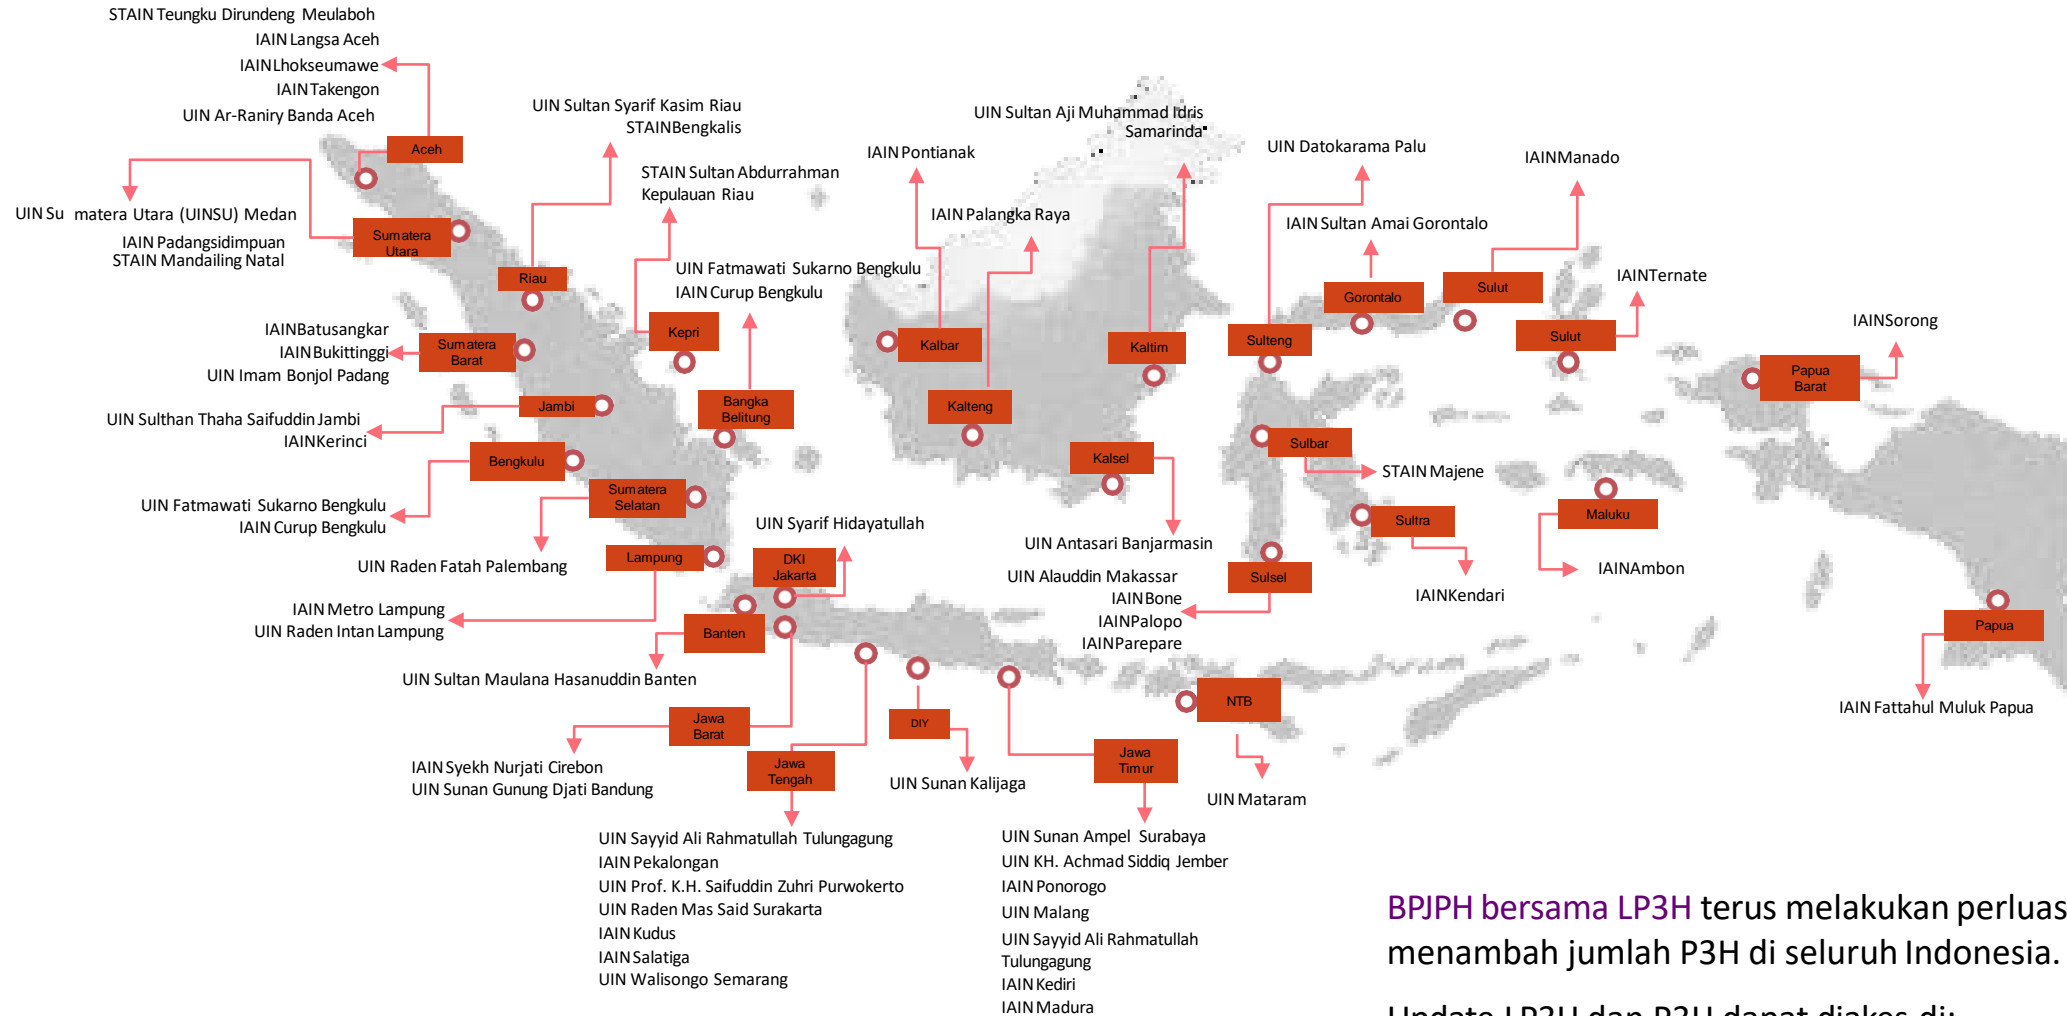 STAIN Teungku Dirundeng Meulaboh
IAIN Langsa Aceh
IAIN Lhokseumawe
IAIN Takengon
UIN Ar-Raniry Banda Aceh
Aceh
UIN Su matera Utara (UINSU) Medan
IAIN Padangsidimpuan
STAIN Mandailing Natal
Sumatera
Utara
UIN Sultan Syarif Kasim Riau
STAIN Bengkalis
Riau
STAIN Sultan Abdurrahman
Kepulauan Riau
Kepri
UIN Fatmawati Sukarno Bengkulu
IAIN Curup Bengkulu
Bangka
Belitung
IAIN Batusangkar
IAIN Bukittinggi
UIN Imam Bonjol Padang
Sumatera
Barat
UIN Sulthan Thaha Saifuddin Jambi
IAIN Kerinci
Jambi
Bengkulu
UIN Fatmawati Sukarno Bengkulu
IAIN Curup Bengkulu
Sumatera
Selatan
UIN Raden Fatah Palembang
Lampung
IAIN Metro Lampung
UIN Raden Intan Lampung
UIN Syarif Hidayatullah
DKI
Jakarta
Banten
UIN Sultan Maulana Hasanuddin Banten
Jawa
Barat
IAIN Syekh Nurjati Cirebon
UIN Sunan Gunung Djati Bandung
Jawa
Tengah
UIN Sayyid Ali Rahmatullah Tulungagung
IAIN Pekalongan
UIN Prof. K.H. Saifuddin Zuhri Purwokerto
UIN Raden Mas Said Surakarta
IAIN Kudus
IAIN Salatiga
UIN Walisongo Semarang
DIY
UIN Sunan Kalijaga
Jawa
Timur
UIN Sunan Ampel Surabaya
UIN KH. Achmad Siddiq Jember
IAIN Ponorogo
UIN Malang
UIN Sayyid Ali Rahmatullah
Tulungagung
IAIN Kediri
IAIN Madura
NTB
UIN Mataram
IAIN Pontianak
Kalbar
IAIN Palangka Raya
Kalteng
UIN Sultan Aji Muhammad Idris
Samarinda
Kaltim
Kalsel
UIN Antasari Banjarmasin
UIN Datokarama Palu
Sulteng
IAIN Sultan Amai Gorontalo
Gorontalo
IAIN Manado
Sulut
IAIN Ternate
Sulut
Sulbar
STAIN Majene
Sultra
IAIN Kendari
Sulsel
UIN Alauddin Makassar
IAIN Bone
IAIN Palopo
IAIN Parepare
Maluku
IAIN Ambon
IAIN Sorong
Papua
Barat
Papua
IAIN Fattahul Muluk Papua
BPJPH bersama LP3H terus melakukan perluas
menambah jumlah P3H di seluruh Indonesia.
Update LP3H dan P3H dapat diakes di: